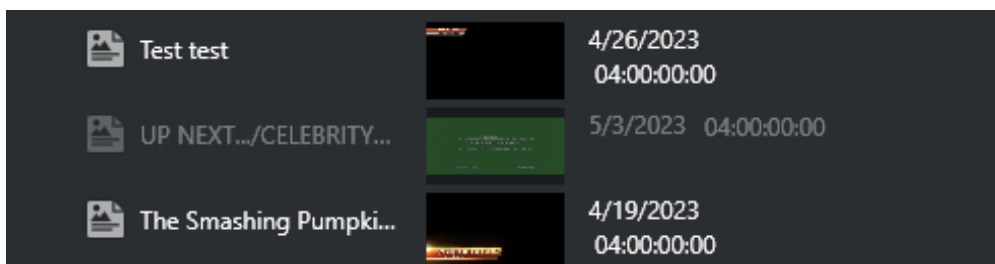 Test test
4/26/2023
04:00:00:00
UP NEXT.../CELEBRITY...
5/3/2023 04:00:00:00
The Smashing Pumpki...
4/19/2023
04:00:00:00